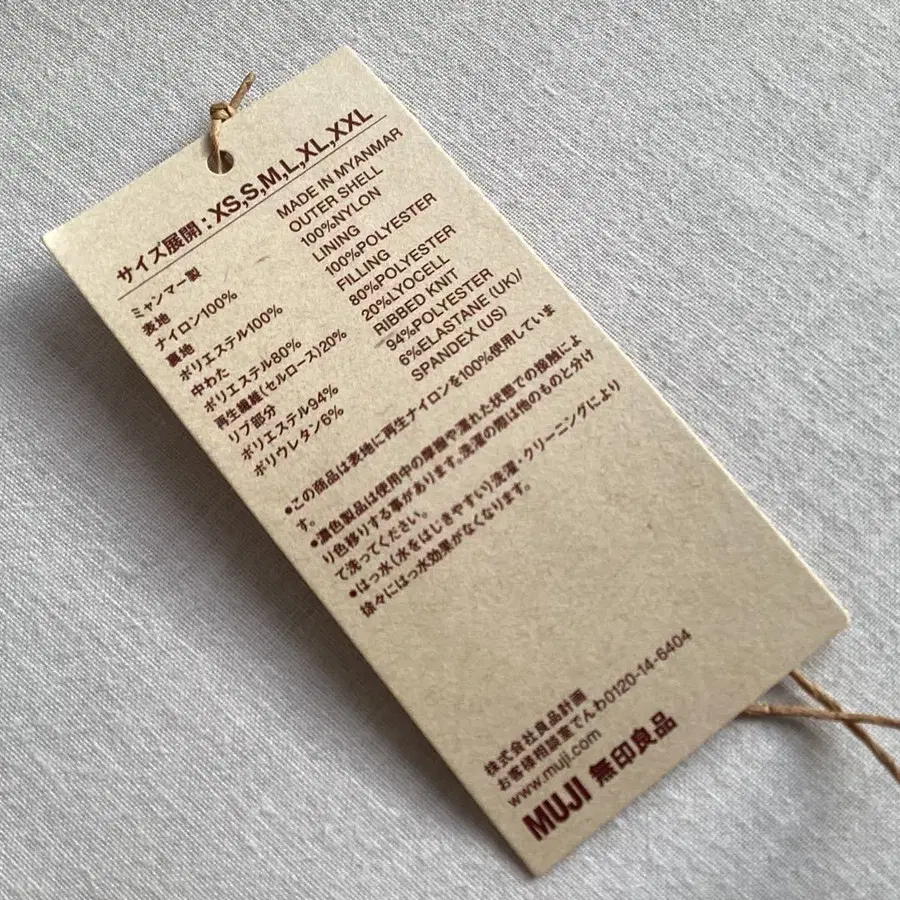 サイズ展開：XS,S,M,L,XL,XXL
ミャンマー製
表地
ナイロン100%
裏地
ポリエステル100%
中わた
ポリエステル80%
再生繊維(セルロース)20%
リブ部分
ポリエステル94%
ポリウレタン6%
MADE IN MYANMAR
OUTER SHELL
100%NYLON
LINING
100%POLYESTER
FILLING
80%POLYESTER
20%LYOCELL
RIBBED KNIT
94%POLYESTER
6%ELASTANE(UK)/
SPANDEX(US)
●この商品は表地に再生ナイロンを100%使用していま
す。
●濃色製品は使用中の摩擦や濡れた状態での接触によ
り色移りする事があります。洗濯の際は他のものと分け
て洗ってください。
●はっ水(水をはじきやすい)洗濯・クリーニングにより
徐々にはっ水効果がなくなります。
株式会社良品計画
お客様相談室でんわ0120-14-6404
www.muji.com
MUJI 無印良品